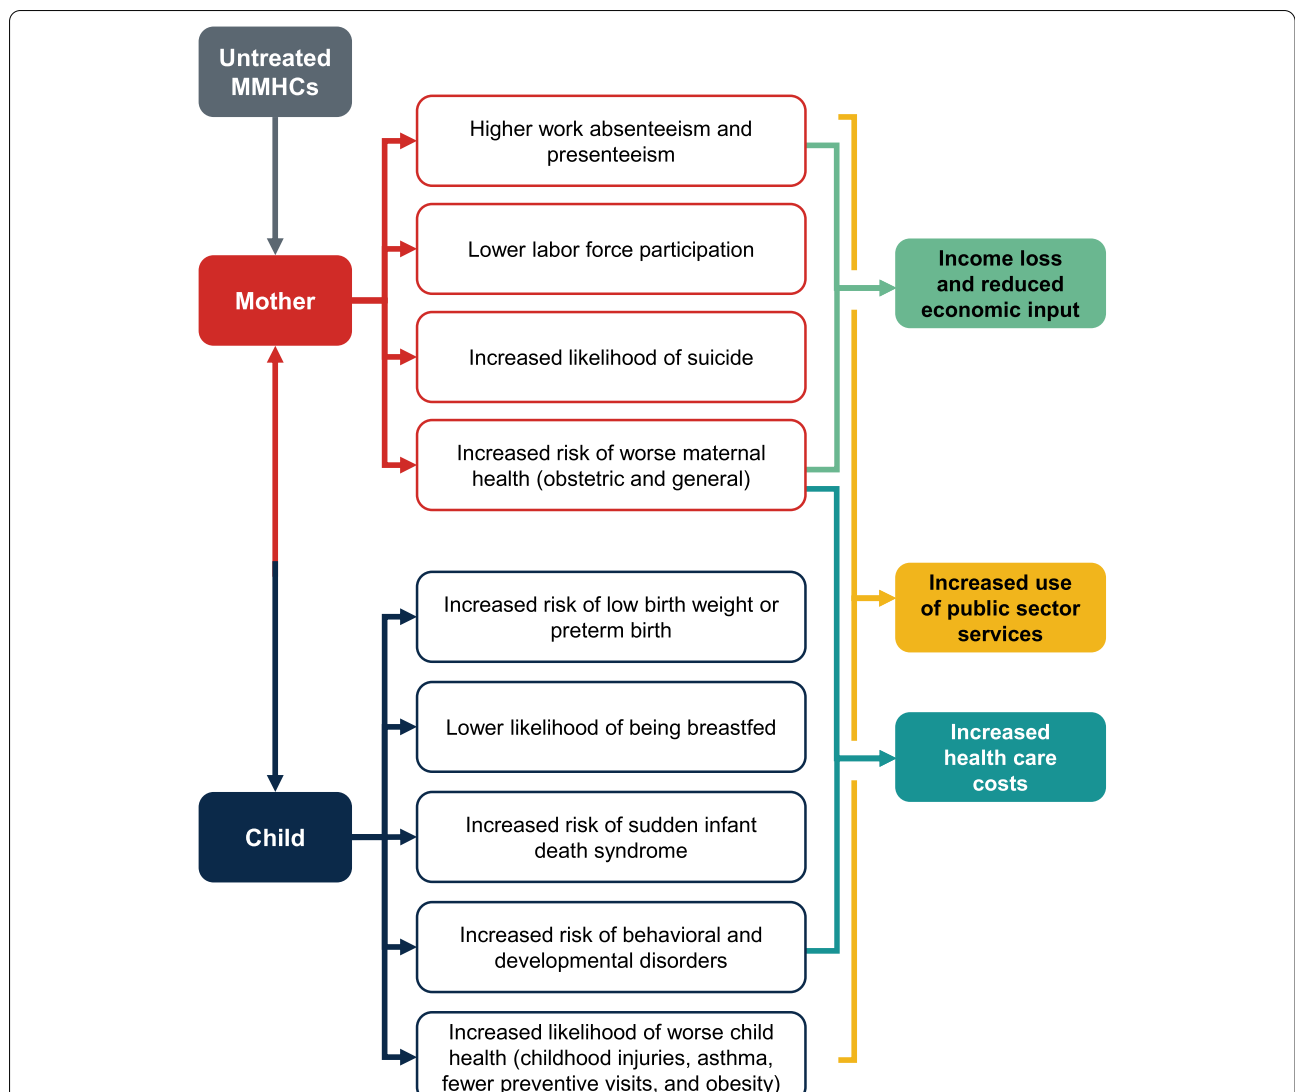 Untreated
MMHCs
Mother
Higher work absenteeism and
presenteeism
Lower labor force participation
Increased likelihood of suicide
Increased risk of worse maternal
health (obstetric and general)
Child
Increased risk of low birth weight or
preterm birth
Lower likelihood of being breastfed
Increased risk of sudden infant
death syndrome
Increased risk of behavioral and
developmental disorders
Increased likelihood of worse child
health (childhood injuries, asthma,
fewer preventive visits, and obesity)
Income loss
and reduced
economic input
Increased use
of public sector
services
Increased
health care
costs